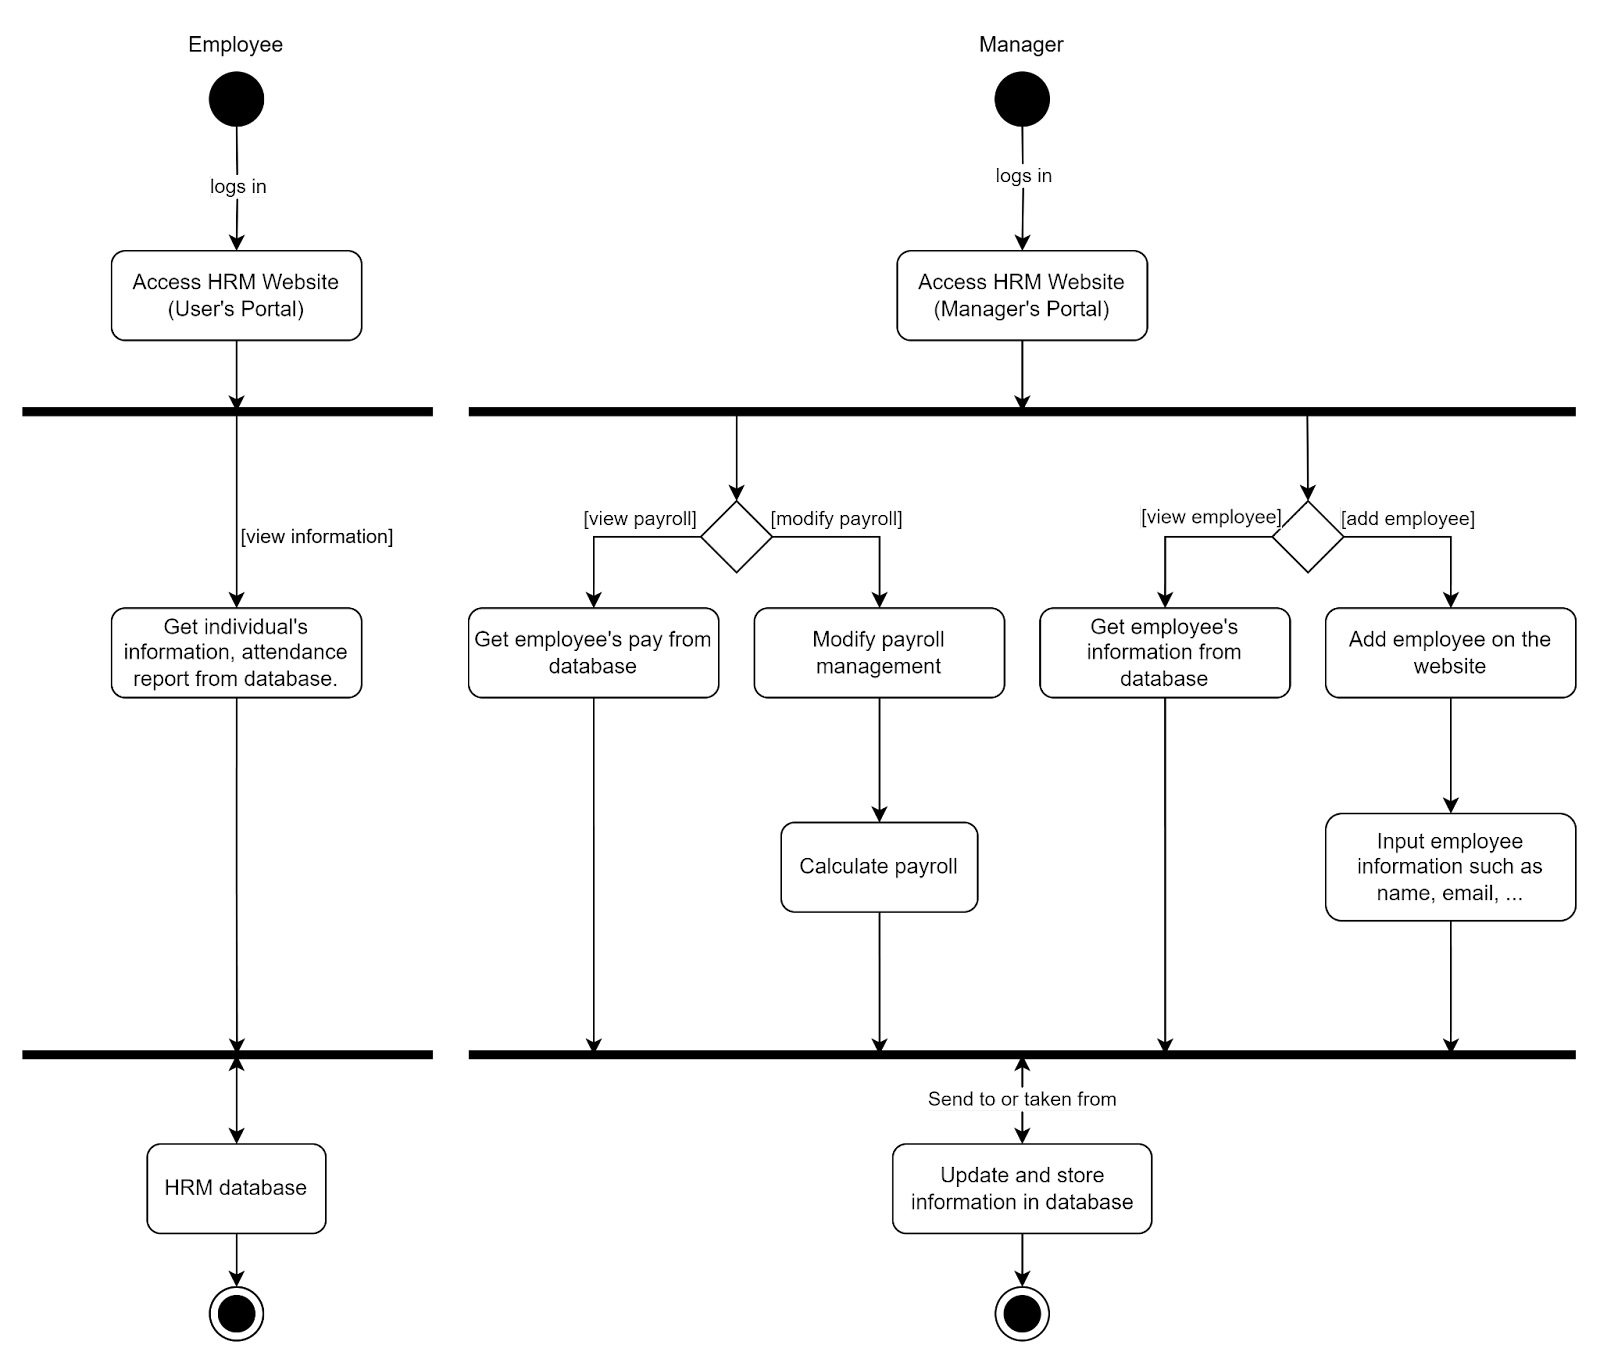 Employee
Manager
logs in
logs in
Access HRM Website
(User's Portal)
Access HRM Website
(Manager's Portal)
[view information]
[view payroll]
[modify payroll]
[view employee]
[add employee]
Get individual's
information, attendance
report from database.
Get employee's pay from
database
Modify payroll
management
Get employee's
information from
database
Add employee on the
website
Calculate payroll
Input employee
information such as
name, email, ...
Send to or taken from
HRM database
Update and store
information in database